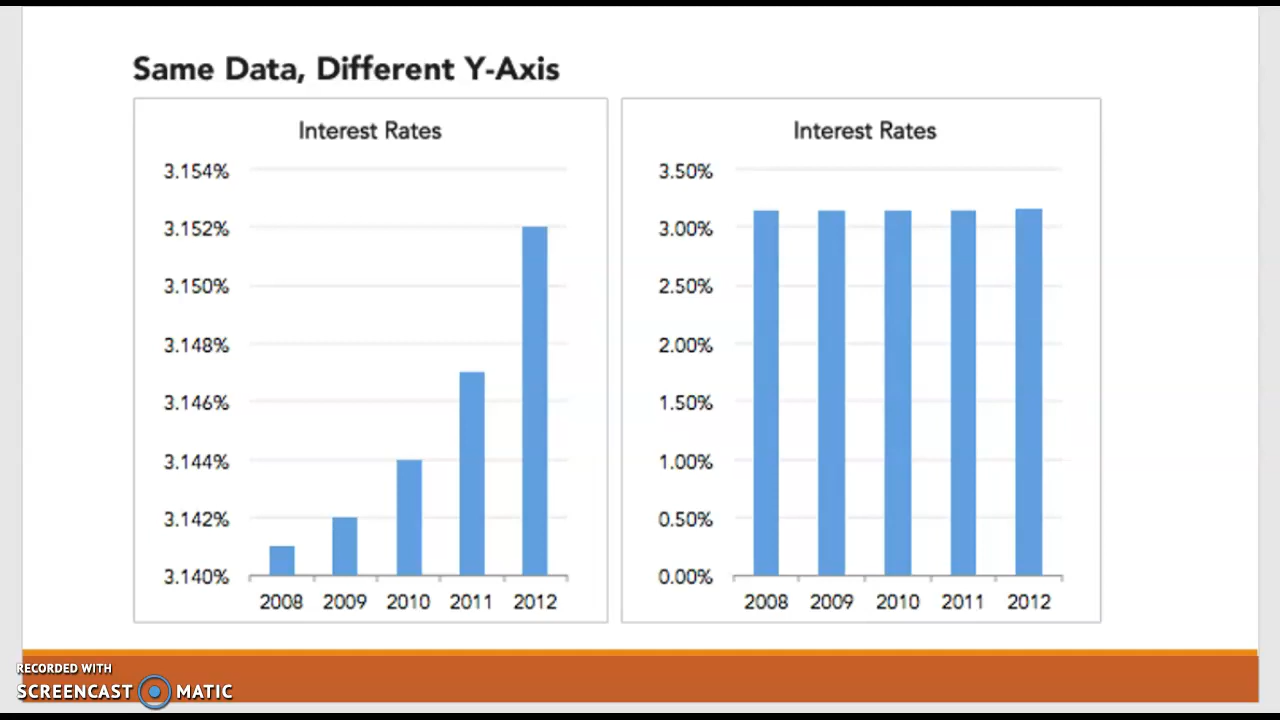 Same Data, Different Y-Axis
Interest Rates
3.154%
3.152%
3.150%
3.148%
3.146%
3.144%
3.142%
3.140%
2008 2009 2010 2011 2012
Interest Rates
3.50%
3.00%
2.50%
2.00%
1.50%
1.00%
0.50%
0.00%
2008 2009 2010 2011 2012
RECORDED WITH
SCREENCAST MATIC